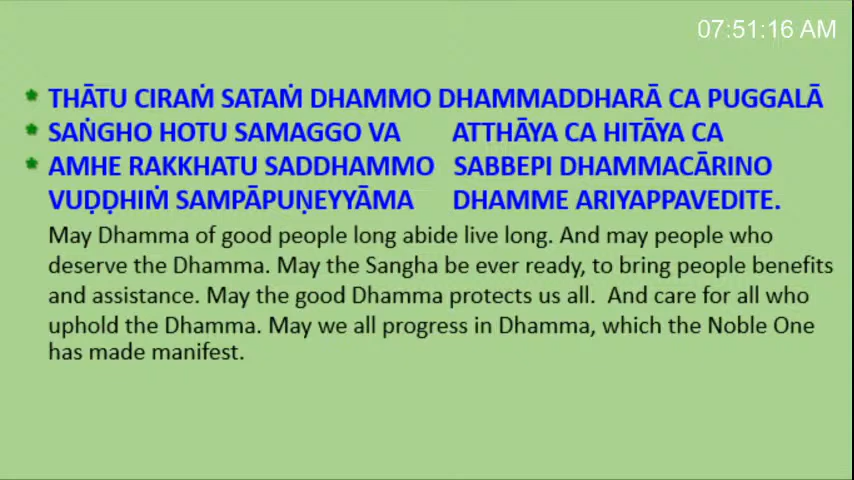 07:51:16 AM
THĀTU CIRAṀ SATAṀ DHAMMO DHAMMADDHARĀ CA PUGGALĀ
SAṄGHO HOTU SAMAGGO VA ATTHĀYA CA HITĀYA CA
AMHE RAKKHATU SADDHAMMO SABBEPI DHAMMACĀRINO
VUḌḌHIṀ SAMPĀPUṆEYYĀMA DHAMME ARIYAPPAVEDITE.
May Dhamma of good people long abide live long. And may people who
deserve the Dhamma. May the Sangha be ever ready, to bring people benefits
and assistance. May the good Dhamma protects us all. And care for all who
uphold the Dhamma. May we all progress in Dhamma, which the Noble One
has made manifest.